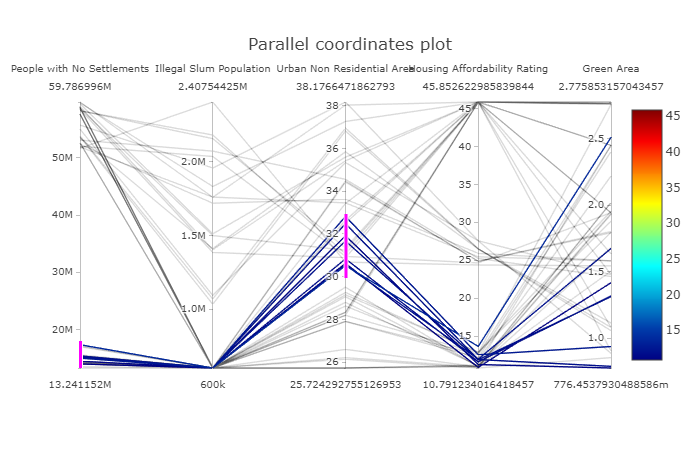 Parallel coordinates plot
People with No Settlements Illegal Slum Population Urban Non Residential Area Housing Affordability Rating Green Area
59.786996M 2.40754425M 38.1766471862793 45.852622985839844 2.775853157043457
50M
40M
30M
20M
2.0M
1.5M
1.0M
38
36
34
32
30
28
26
45
40
35
30
25
20
15
2.5
2.0
1.5
1.0
45
40
35
30
25
20
15
13.241152M 600k 25.724292755126953 10.791234016418457 776.4537930488586m